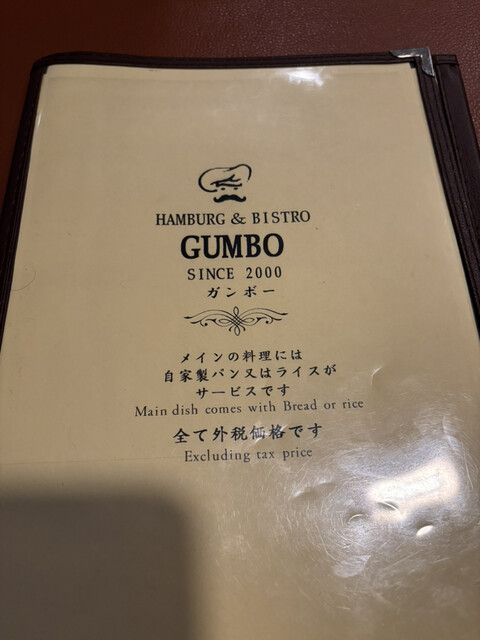 HAMBURG & BISTRO
GUMBO
SINCE 2000
ガンボー
メインの料理には
自家製パン又はライスが
サービスです
Main dish comes with Bread or rice
全て外税価格です
Excluding tax price